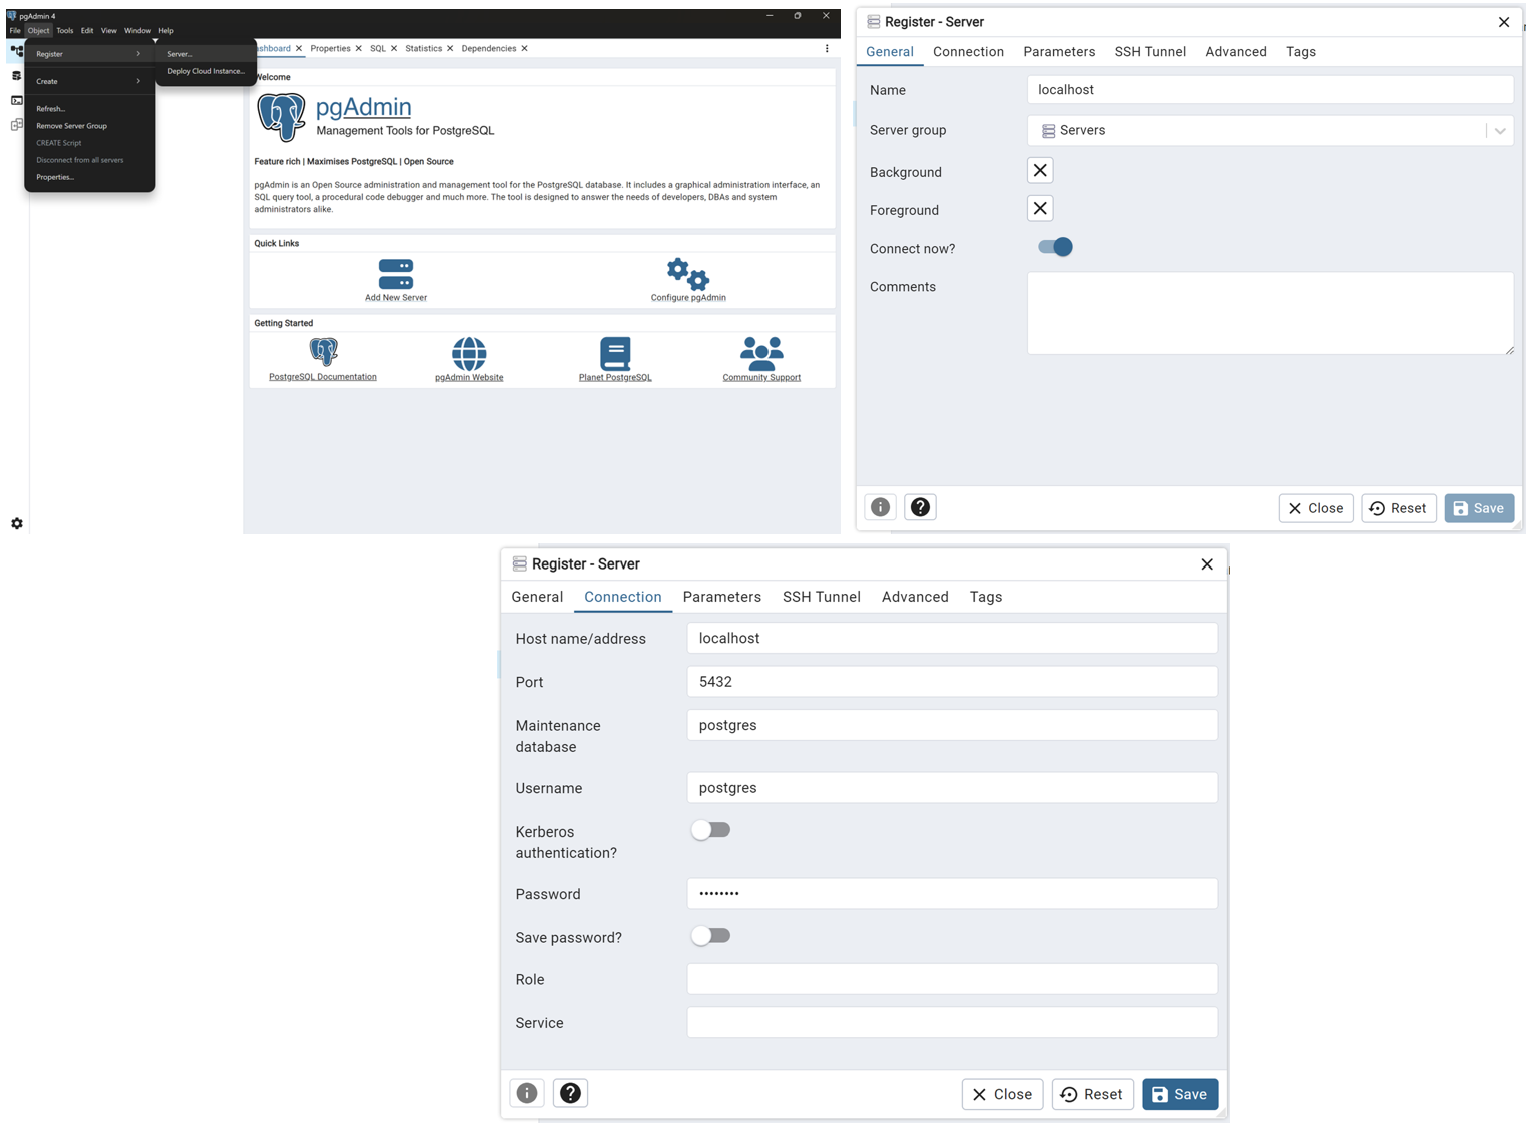 pgAdmin 4
File Object Tools Edit View Window Help
Register
Server...
Deploy Cloud Instance...
Create
Refresh...
Remove Server Group
CREATE Script
Disconnect from all servers
Properties...
shboard Properties SQL Statistics Dependencies
Welcome
pgAdmin
Management Tools for PostgreSQL
Feature rich | Maximises PostgreSQL | Open Source
pgAdmin is an Open Source administration and management tool for the PostgreSQL database. It includes a graphical administration interface, an
SQL query tool, a procedural code debugger and much more. The tool is designed to answer the needs of developers, DBAs and system
administrators alike.
Quick Links
Add New Server
Configure pgAdmin
Getting Started
PostgreSQL Documentation
pgAdmin Website
Planet PostgreSQL
Community Support
Register - Server
General Connection Parameters SSH Tunnel Advanced Tags
Name localhost
Server group Servers
Background
Foreground
Connect now?
Comments
Close Reset Save
Register - Server
General Connection Parameters SSH Tunnel Advanced Tags
Host name/address localhost
Port 5432
Maintenance
database postgres
Username postgres
Kerberos
authentication?
Password ••••••••
Save password?
Role
Service
Close Reset Save